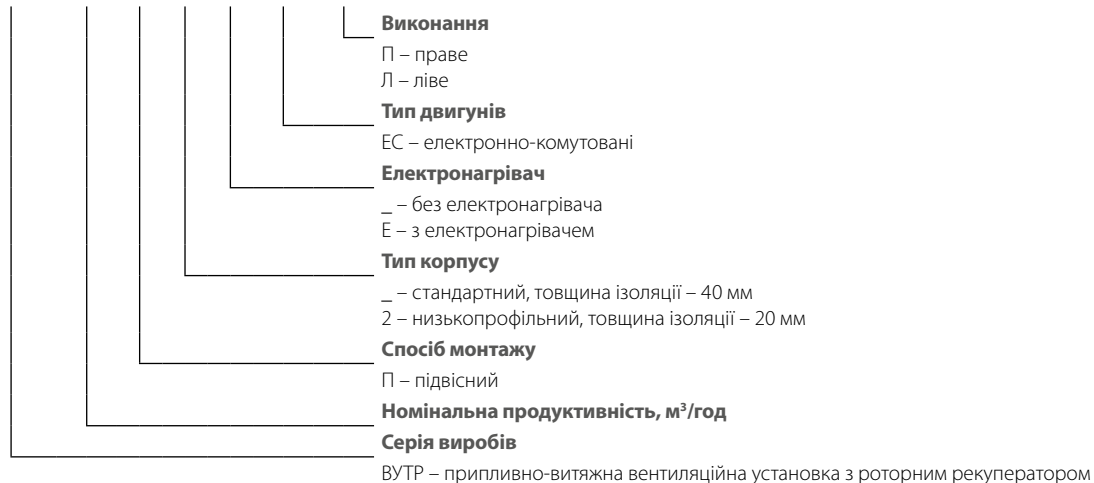 Виконання
П – праве
Л – ліве
Тип двигунів
ЕС – електронно-комутовані
Електронагрівач
_ – без електронагрівача
Е – з електронагрівачем
Тип корпусу
_ – стандартний, товщина ізоляції – 40 мм
2 – низькопрофільний, товщина ізоляції – 20 мм
Спосіб монтажу
П – підвісний
Номінальна продуктивність, м³/год
Серія виробів
ВУТР – припливно-витяжна вентиляційна установка з роторним рекуператором